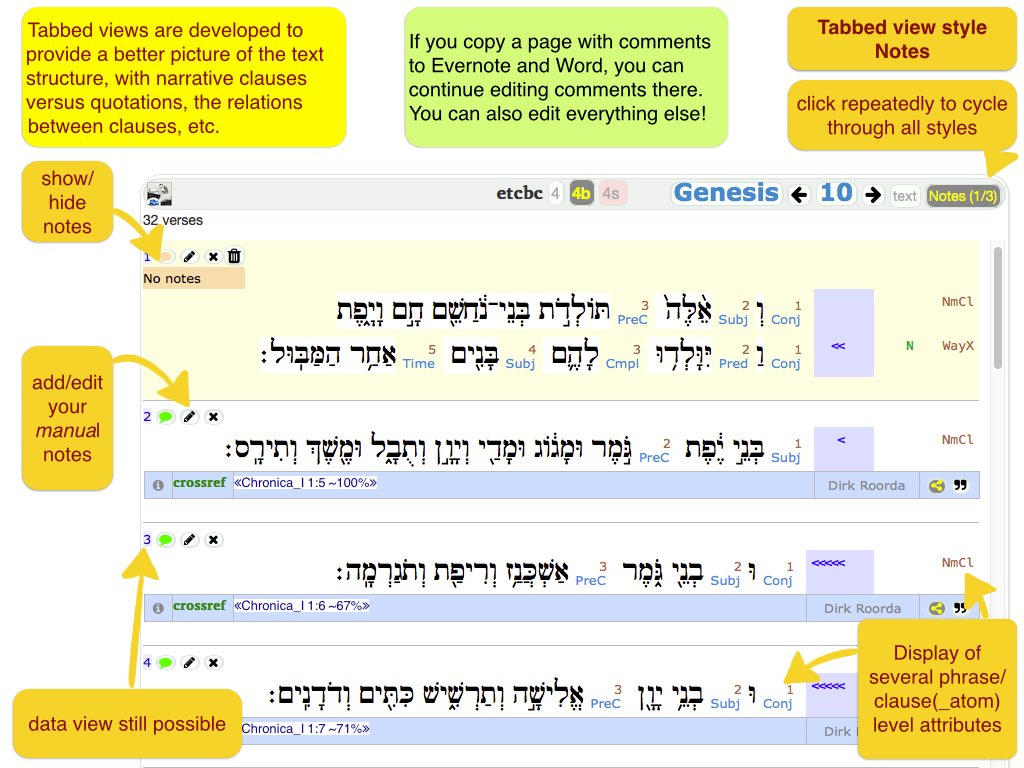 Tabbed views are developed to
provide a better picture of the text
structure, with narrative clauses
versus quotations, the relations
between clauses, etc.
If you copy a page with comments
to Evernote and Word, you can
continue editing comments there.
You can also edit everything else!
Tabbed view style
Notes
click repeatedly to cycle
through all styles
show/
hide
notes
etcbc 4 4b 4s Genesis 10 text Notes (1/3)
32 verses
1
No notes
וְ 1 Conj אֵ֙לֶּה֙ 2 Subj תּוֹלְדֹ֣ת בְּנֵי־נֹ֔חַ שֵׁ֖ם חָ֣ם וָיָ֑פֶת 3 PreC NmCl
וַ 1 Conj יִּוָּלְד֥וּ 2 Pred לָהֶ֛ם 3 Cmpl בָּנִ֖ים 4 Subj אַחַ֥ר הַמַּבּֽוּל׃ 5 Time << N WayX
add/edit
your
manual
notes
2
בְּנֵ֣י יֶ֔פֶת 1 Subj גֹּ֣מֶר וּמָג֔וֹג וּמָדַ֖י וְיָוָ֣ן וְתֻבָ֑ל וּמֶ֖שֶׁךְ וְתִירָֽס׃ 2 PreC < NmCl
crossref «Chronica_I 1:5 ~100%» Dirk Roorda
3
וּ 1 Conj בְנֵ֖י גֹּ֑מֶר 2 Subj אַשְׁכֲּנַ֥ז וְרִיפַ֖ת וְתֹגַרְמָֽה׃ 3 PreC <<<<< NmCl
crossref «Chronica_I 1:6 ~67%» Dirk Roorda
4
וּ 1 Conj בְנֵ֥י יָוָ֖ן 2 Subj אֱלִישָׁ֣ה וְתַרְשִׁ֑ישׁ כִּתִּ֖ים וְדֹדָנִֽים׃ 3 PreC <<<<<
«Chronica_I 1:7 ~71%» Dirk
data view still possible
Display of
several phrase/
clause(_atom)
level attributes